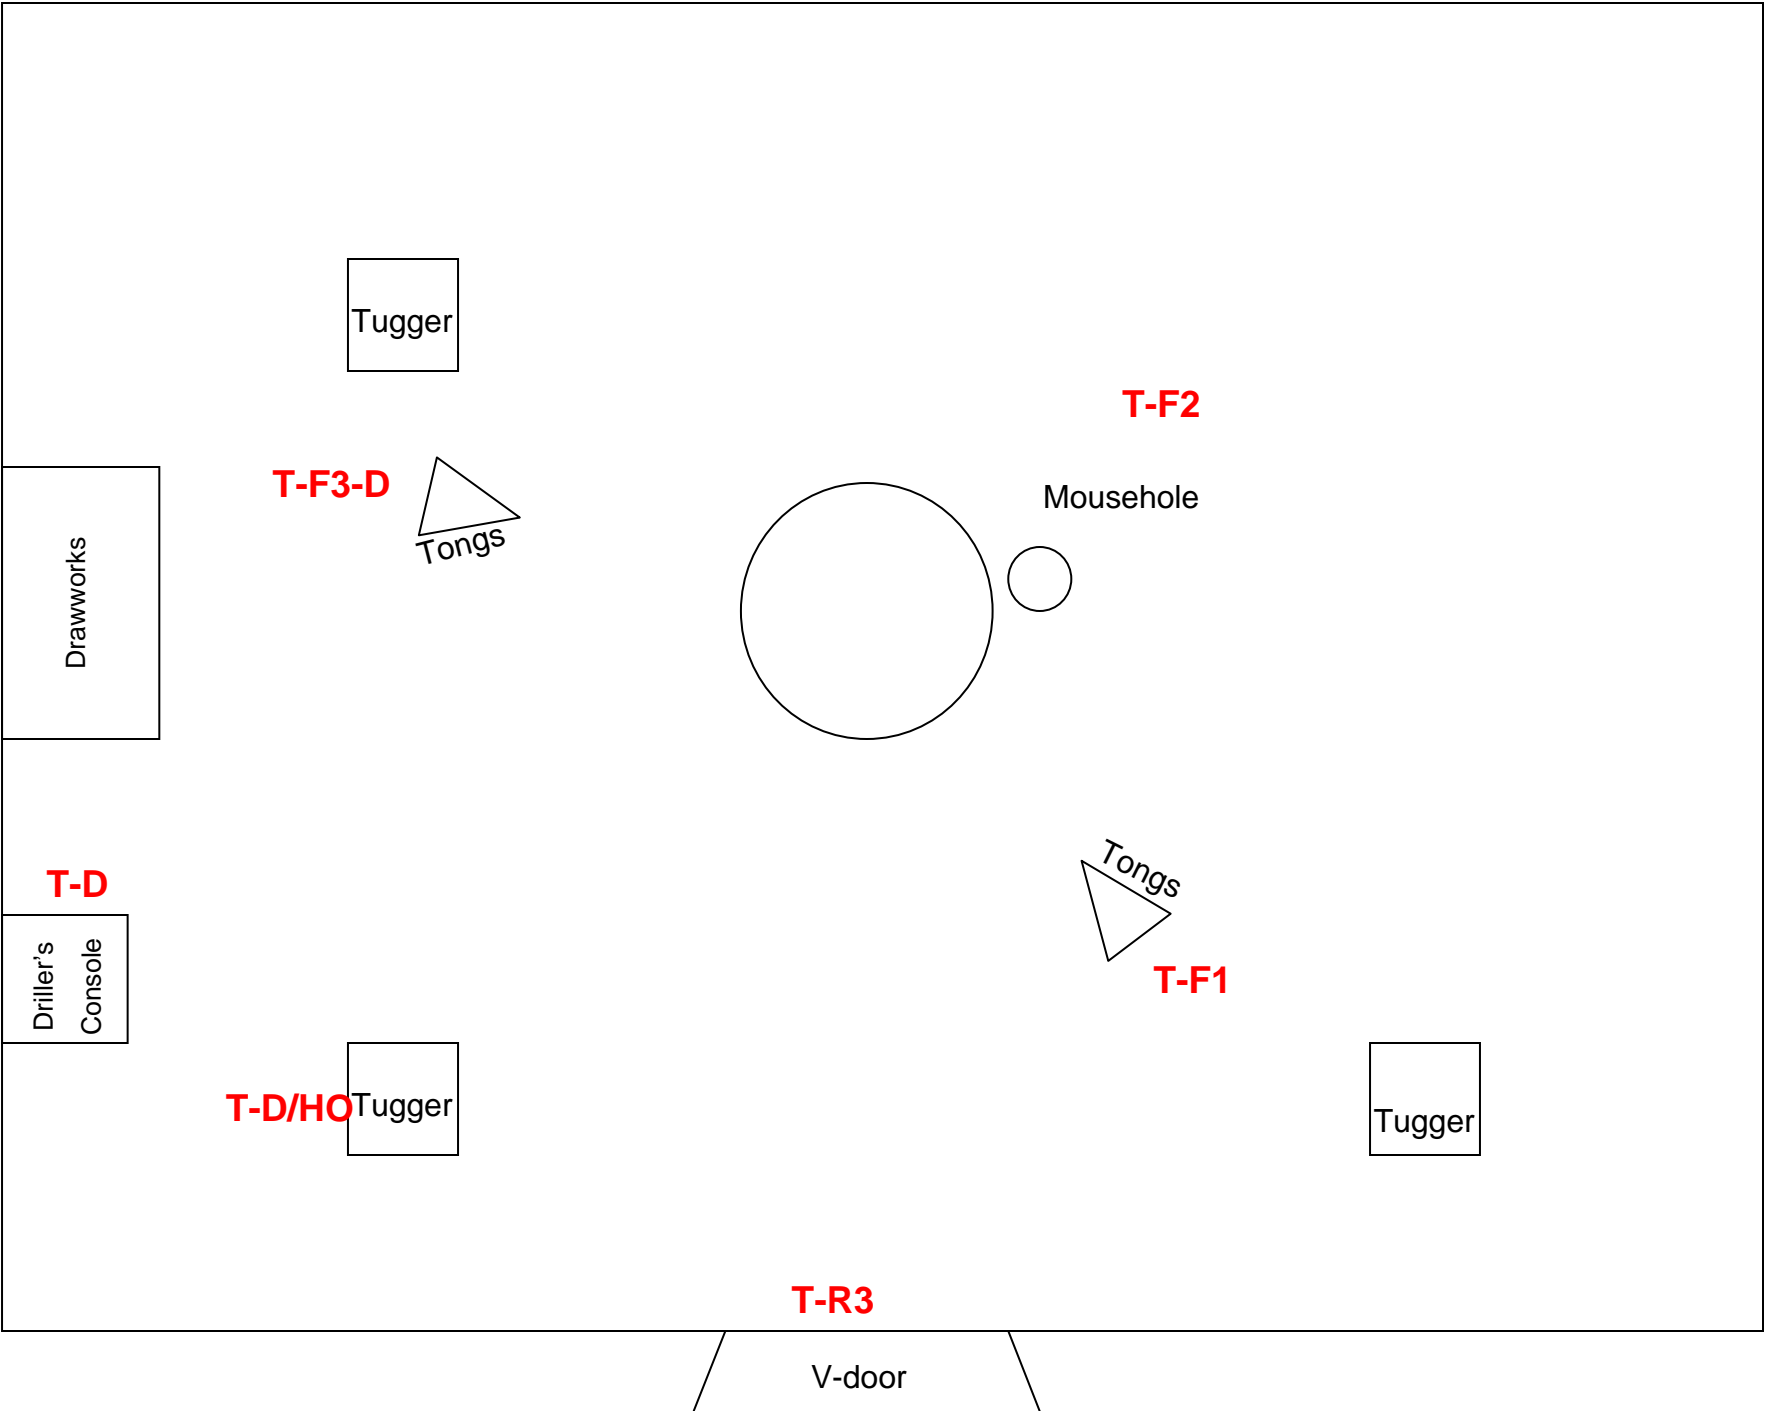 Tugger
T-F2
T-F3-D
Mousehole
Tongs
Drawworks
Tongs
T-D
Driller’s
Console
T-F1
T-D/HO
Tugger
Tugger
T-R3
V-door